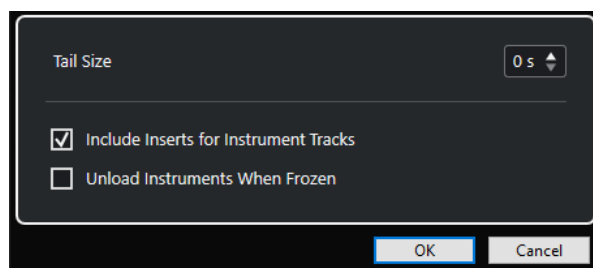 Tail Size
0 s
Include Inserts for Instrument Tracks
Unload Instruments When Frozen
OK Cancel